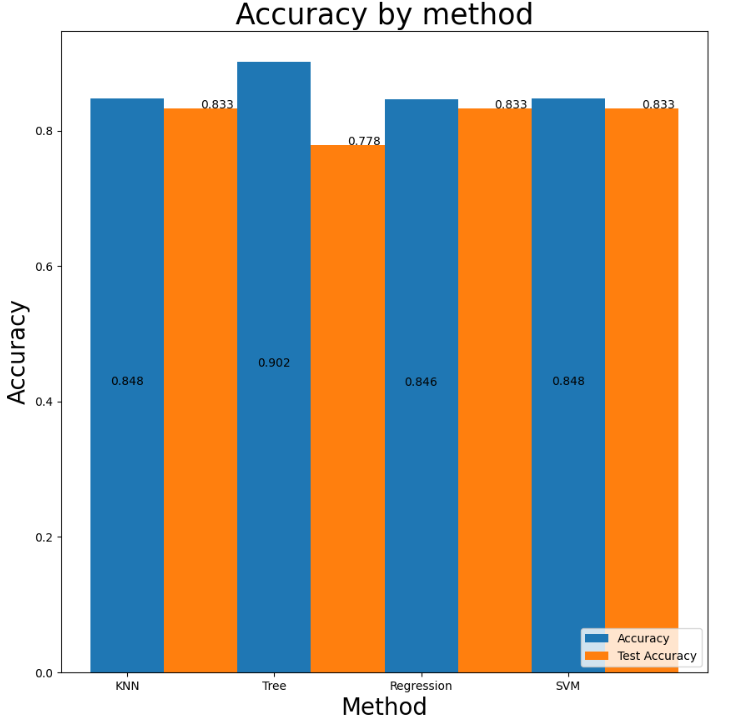 Accuracy by method
Accuracy
0.8
0.6
0.4
0.2
0.0
0.833
0.778
0.833
0.833
0.848
0.902
0.846
0.848
Accuracy
Test Accuracy
KNN
Tree
Regression
SVM
Method